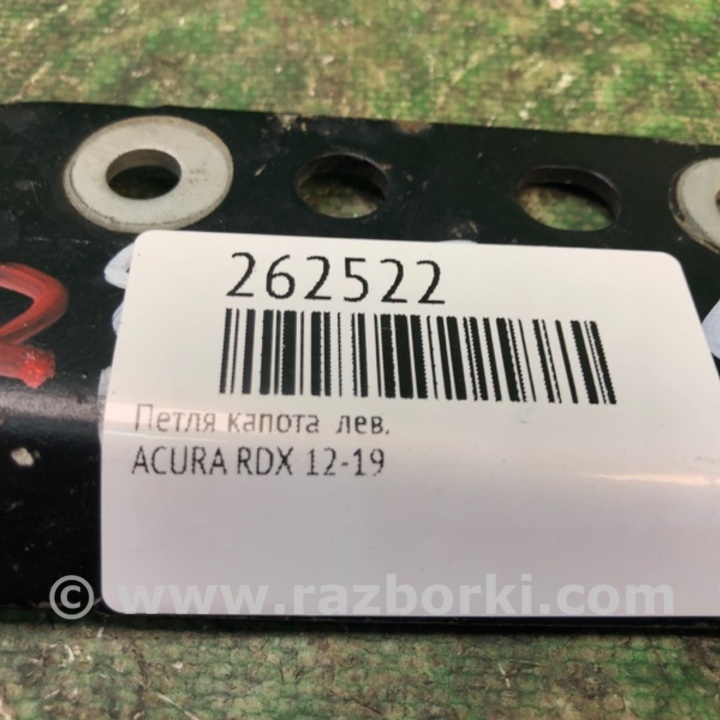 262522
Петля капота лев.
ACURA RDX 12-19
© www.razborki.com